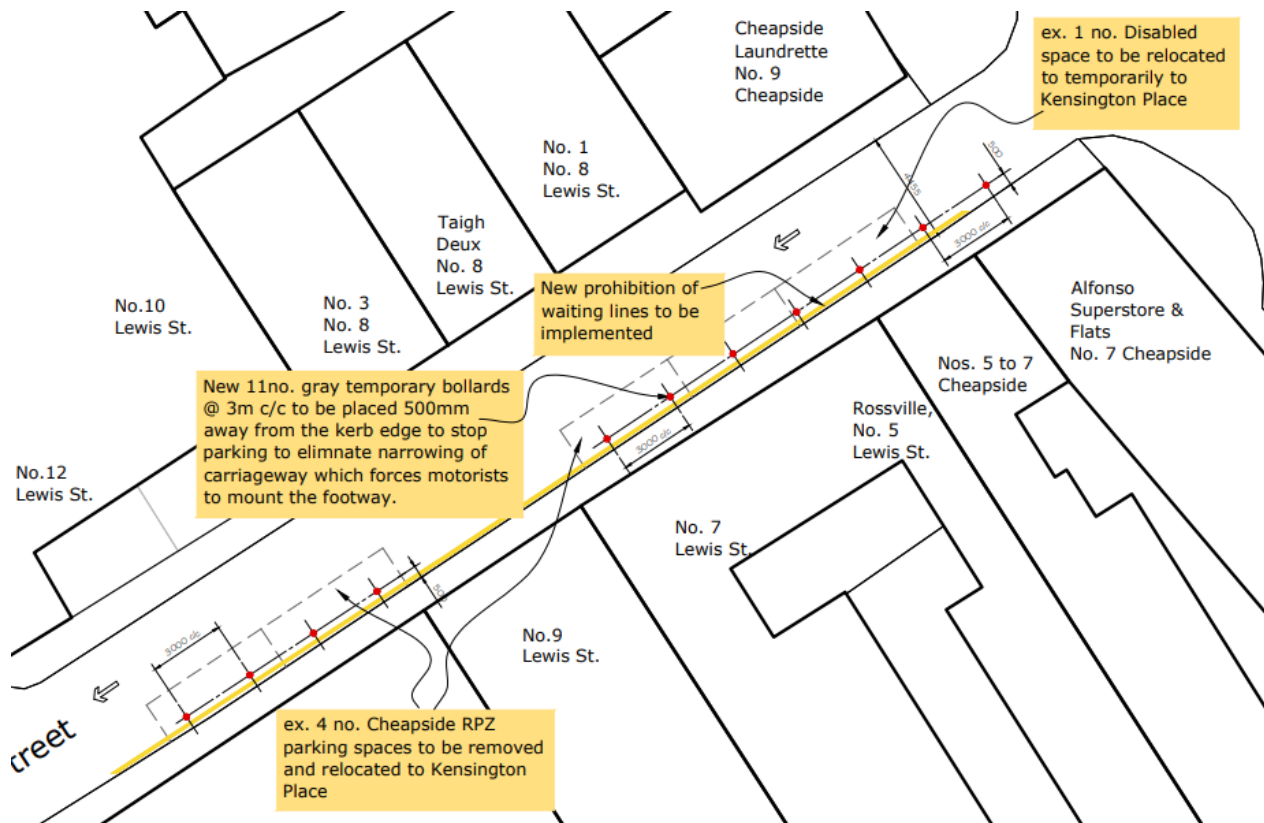 Cheapside
Laundrette
No. 9
Cheapside
ex. 1 no. Disabled
space to be relocated
to temporarily to
Kensington Place
No. 1
No. 8
Lewis St.
500
4455
3000 c/c
Taigh
Deux
No. 8
Lewis St.
New prohibition of
waiting lines to be
implemented
No.10
Lewis St.
No. 3
No. 8
Lewis St.
Alfonso
Superstore &
Flats
No. 7 Cheapside
Nos. 5 to 7
Cheapside
New 11no. gray temporary bollards
@ 3m c/c to be placed 500mm
away from the kerb edge to stop
parking to elimnate narrowing of
carriageway which forces motorists
to mount the footway.
3000 c/c
Rossville,
No. 5
Lewis St.
No.12
Lewis St.
No. 7
Lewis St.
500
3000 c/c
No.9
Lewis St.
ex. 4 no. Cheapside RPZ
parking spaces to be removed
and relocated to Kensington
Place